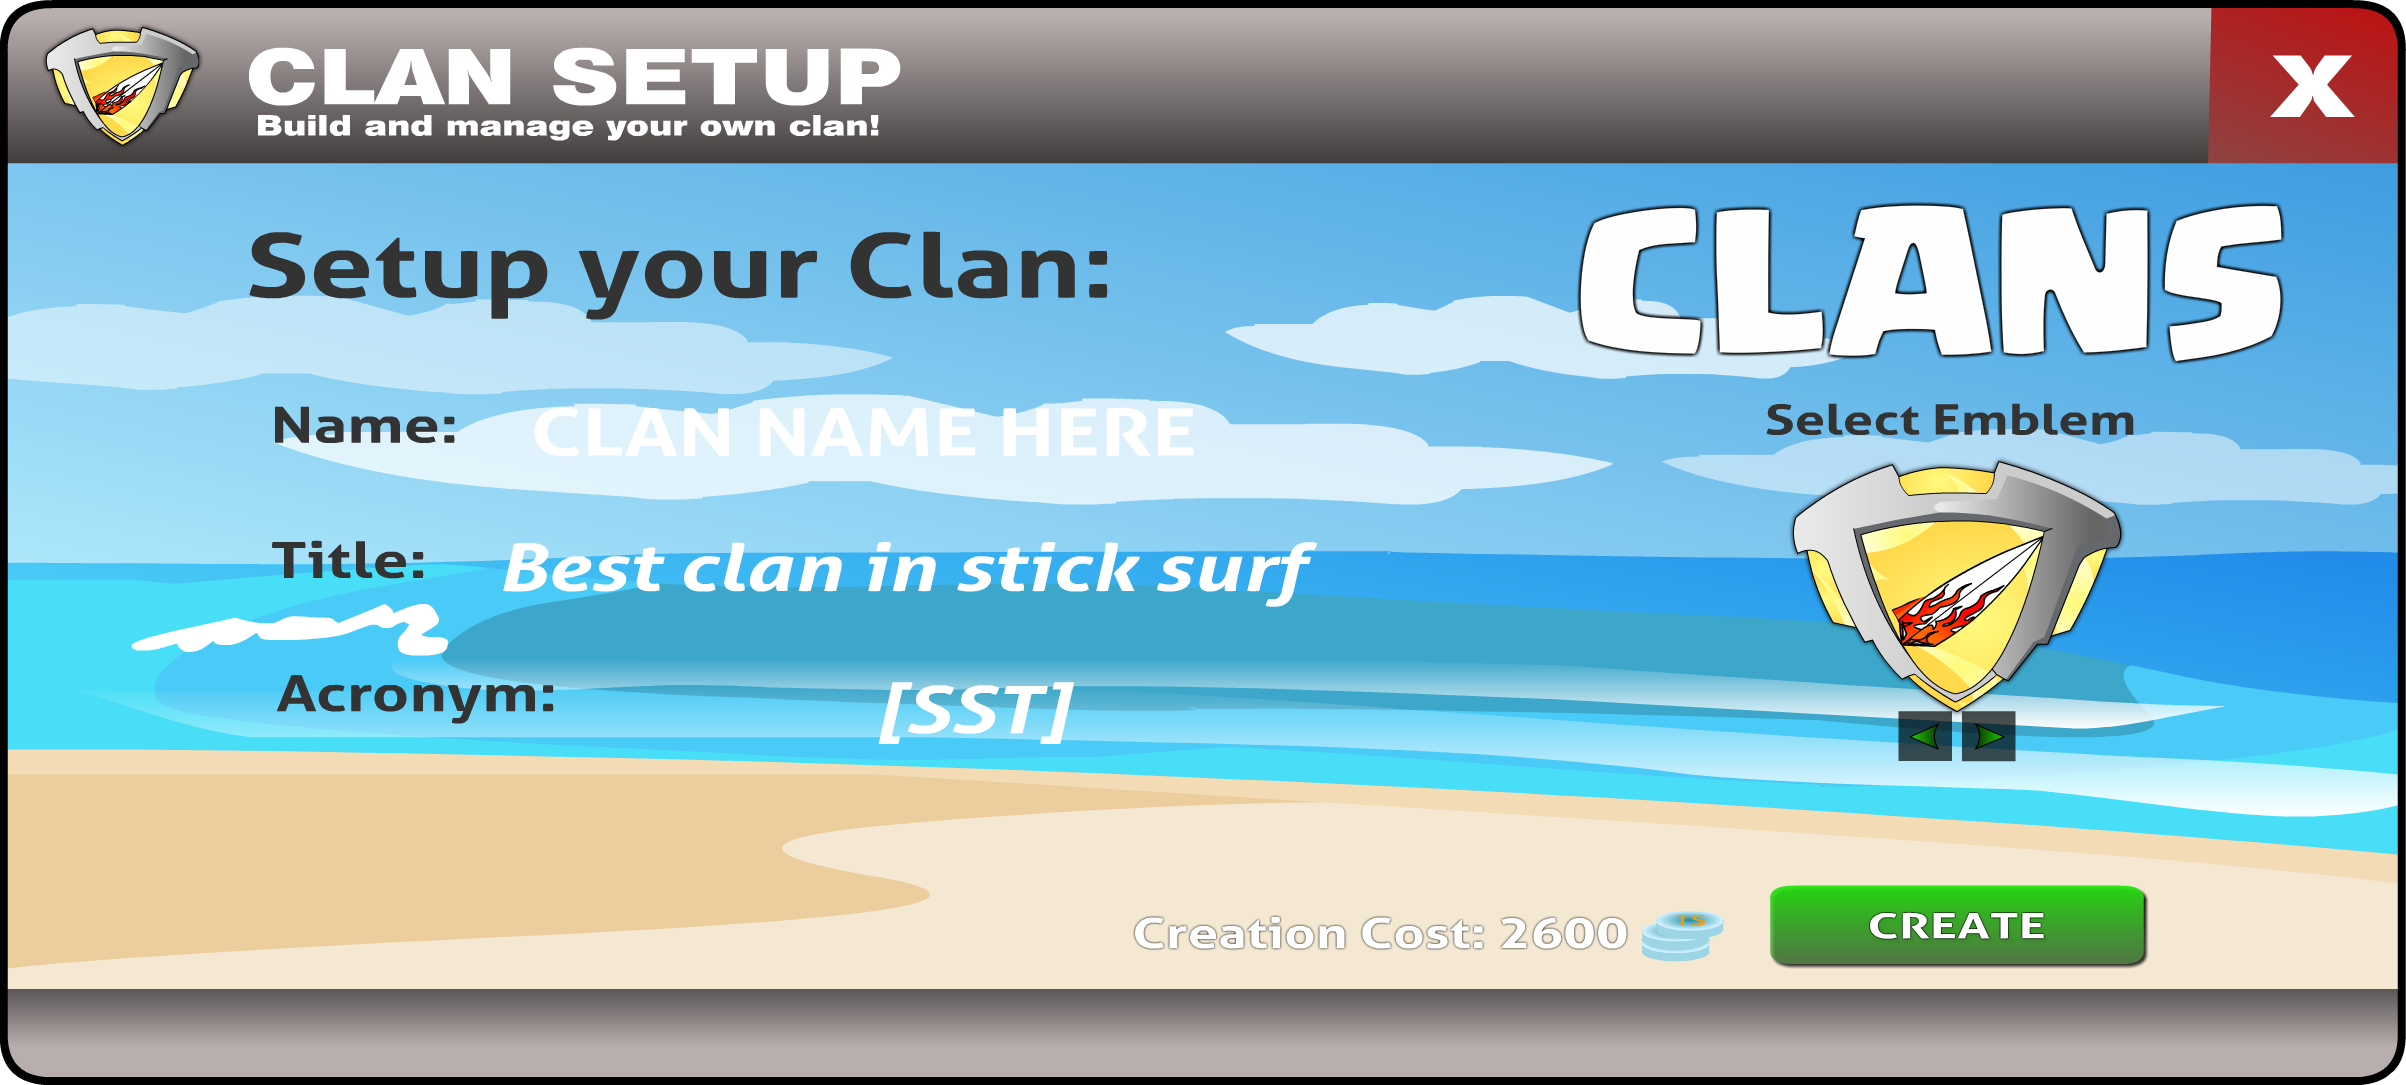 CLAN SETUP
Build and manage your own clan!
X
Setup your Clan:
CLANS
Name: CLAN NAME HERE
Select Emblem
Title: Best clan in stick surf
Acronym: [SST]
Creation Cost: 2600 TS
CREATE